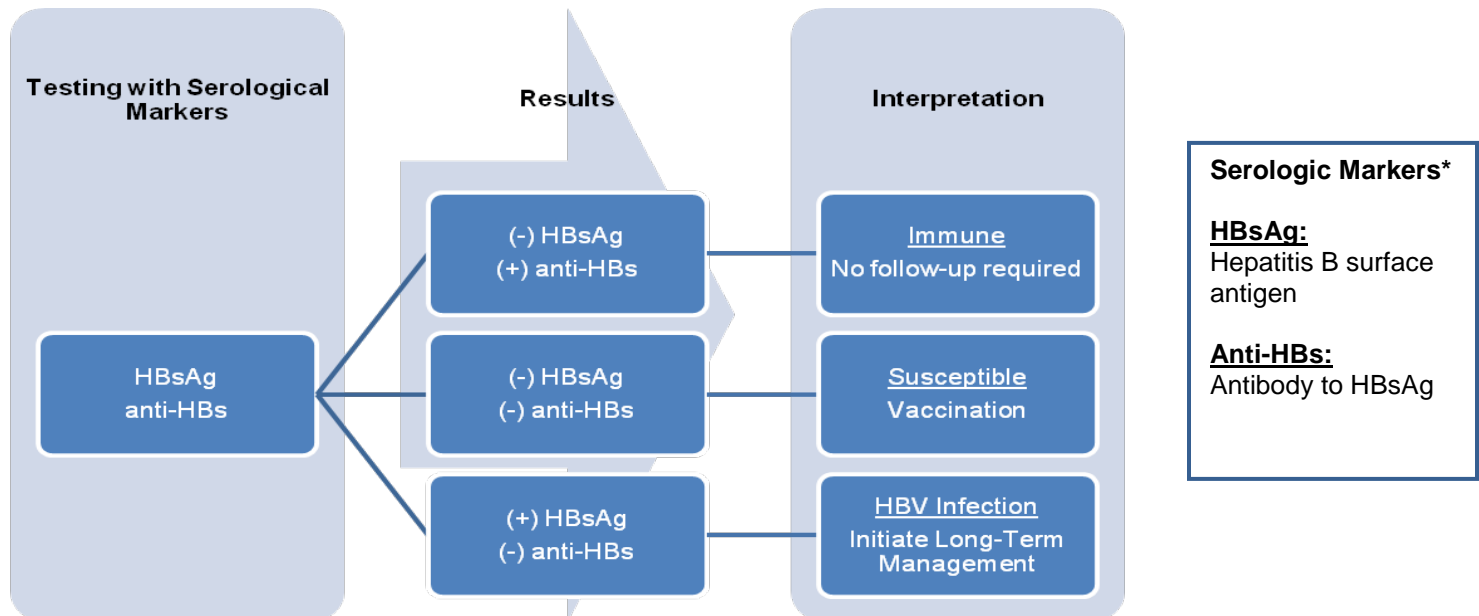 Testing with Serological
Markers
Results
Interpretation
HBsAg
anti-HBs
(-) HBsAg
(+) anti-HBs
Immune
No follow-up required
(-) HBsAg
(-) anti-HBs
Susceptible
Vaccination
(+) HBsAg
(-) anti-HBs
HBV Infection
Initiate Long-Term
Management
Serologic Markers*
HBsAg:
Hepatitis B surface
antigen
Anti-HBs:
Antibody to HBsAg